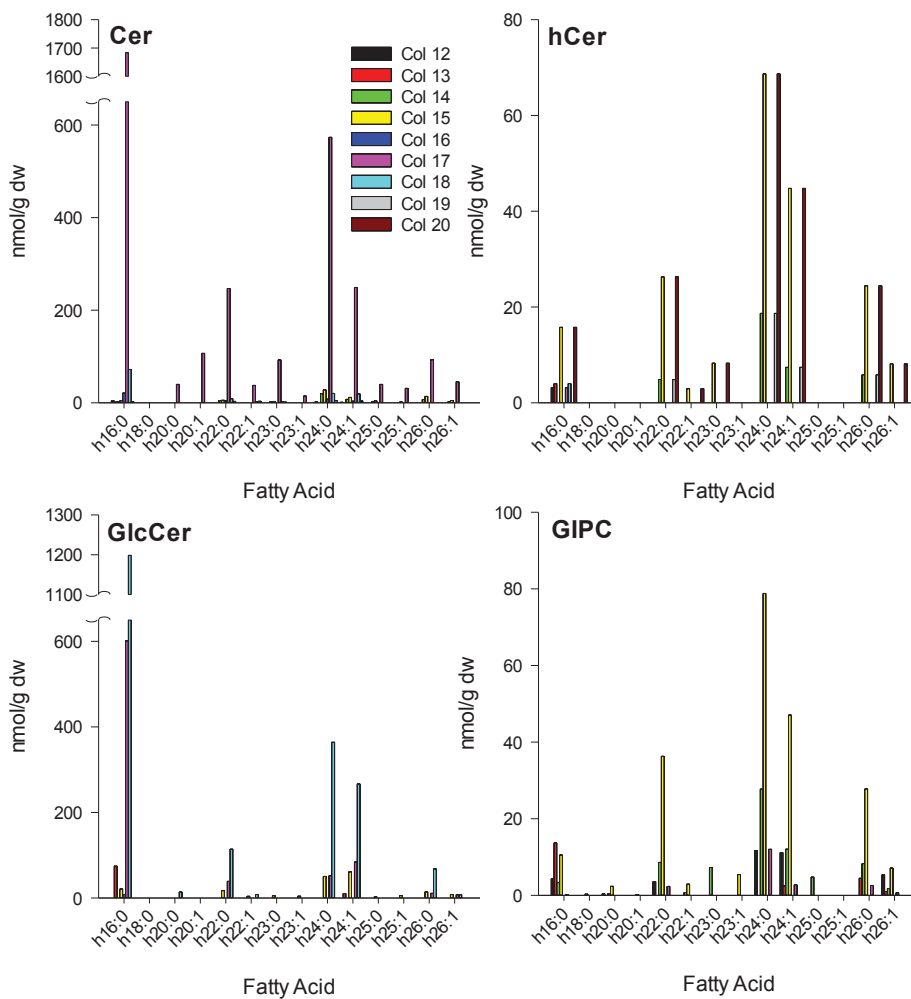 Cer
1800
1700
1600
600
400
200
0
nmol/g dw
Col 12
Col 13
Col 14
Col 15
Col 16
Col 17
Col 18
Col 19
Col 20
h16:0
h18:0
h20:0
h20:1
h22:0
h22:1
h23:0
h23:1
h24:0
h24:1
h25:0
h25:1
h26:0
h26:1
Fatty Acid
hCer
80
60
40
20
0
nmol/g dw
h16:0
h18:0
h20:0
h20:1
h22:0
h22:1
h23:0
h23:1
h24:0
h24:1
h25:0
h25:1
h26:0
h26:1
Fatty Acid
GlcCer
1300
1200
1100
600
400
200
0
nmol/g dw
h16:0
h18:0
h20:0
h20:1
h22:0
h22:1
h23:0
h23:1
h24:0
h24:1
h25:0
h25:1
h26:0
h26:1
Fatty Acid
GIPC
100
80
60
40
20
0
nmol/g dw
h16:0
h18:0
h20:0
h20:1
h22:0
h22:1
h23:0
h23:1
h24:0
h24:1
h25:0
h25:1
h26:0
h26:1
Fatty Acid